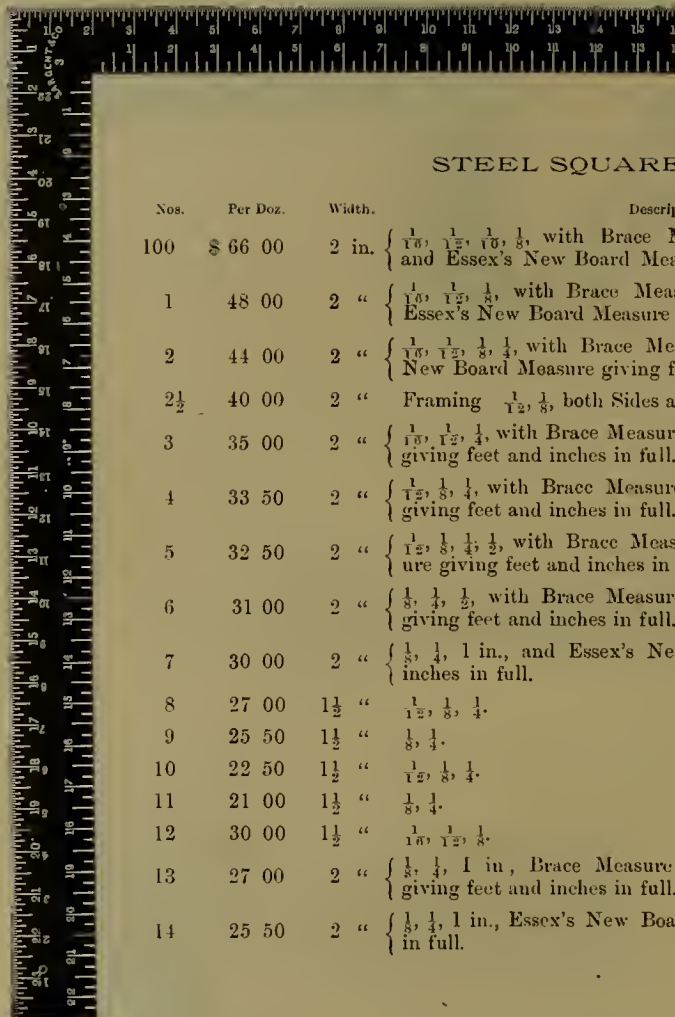 STEEL SQUARE
Nos. Per Doz. Width. Descrip
100 $ 66 00 2 in. { 1/16, 1/12, 1/10, 1/8, with Brace M
and Essex's New Board Mea
1 48 00 2 " { 1/16, 1/12, 1/8, with Brace Meas
Essex's New Board Measure
2 44 00 2 " { 1/16, 1/12, 1/8, 1/4, with Brace Me
New Board Measure giving f
2½ 40 00 2 " Framing 1/12, 1/8, both Sides a
3 35 00 2 " { 1/16, 1/12, 1/4, with Brace Measur
giving feet and inches in full.
4 33 50 2 " { 1/12, 1/8, 1/4, with Brace Measure
giving feet and inches in full.
5 32 50 2 " { 1/12, 1/8, 1/4, 1/2, with Brace Meas
ure giving feet and inches in
6 31 00 2 " { 1/8, 1/4, 1/2, with Brace Measur
giving feet and inches in full.
7 30 00 2 " { 1/8, 1/4, 1 in., and Essex's Ne
inches in full.
8 27 00 1½ " 1/12, 1/8, 1/4.
9 25 50 1½ " 1/8, 1/4.
10 22 50 1½ " 1/12, 1/8, 1/4.
11 21 00 1½ " 1/8, 1/4.
12 30 00 1½ " 1/16, 1/12, 1/8.
13 27 00 2 " { 1/8, 1/4, 1 in, Brace Measure
giving feet and inches in full.
14 25 50 2 " { 1/8, 1/4, 1 in., Essex's New Boa
in full.